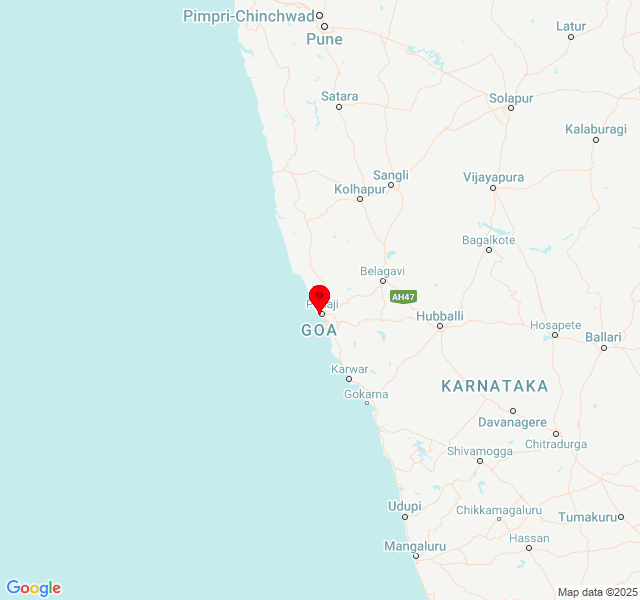 Pimpri-Chinchwad
Pune
Latur
Satara
Solapur
Kalaburagi
Sangli
Vijayapura
Kolhapur
Bagalkote
Belagavi
AH47
GOA
Hubballi
Hosapete
Ballari
Karwar
KARNATAKA
Gokarna
Davanagere
Chitradurga
Shivamogga
Udupi
Chikkamagaluru
Tumakuru
Hassan
Mangaluru
Google
Map data ©2025